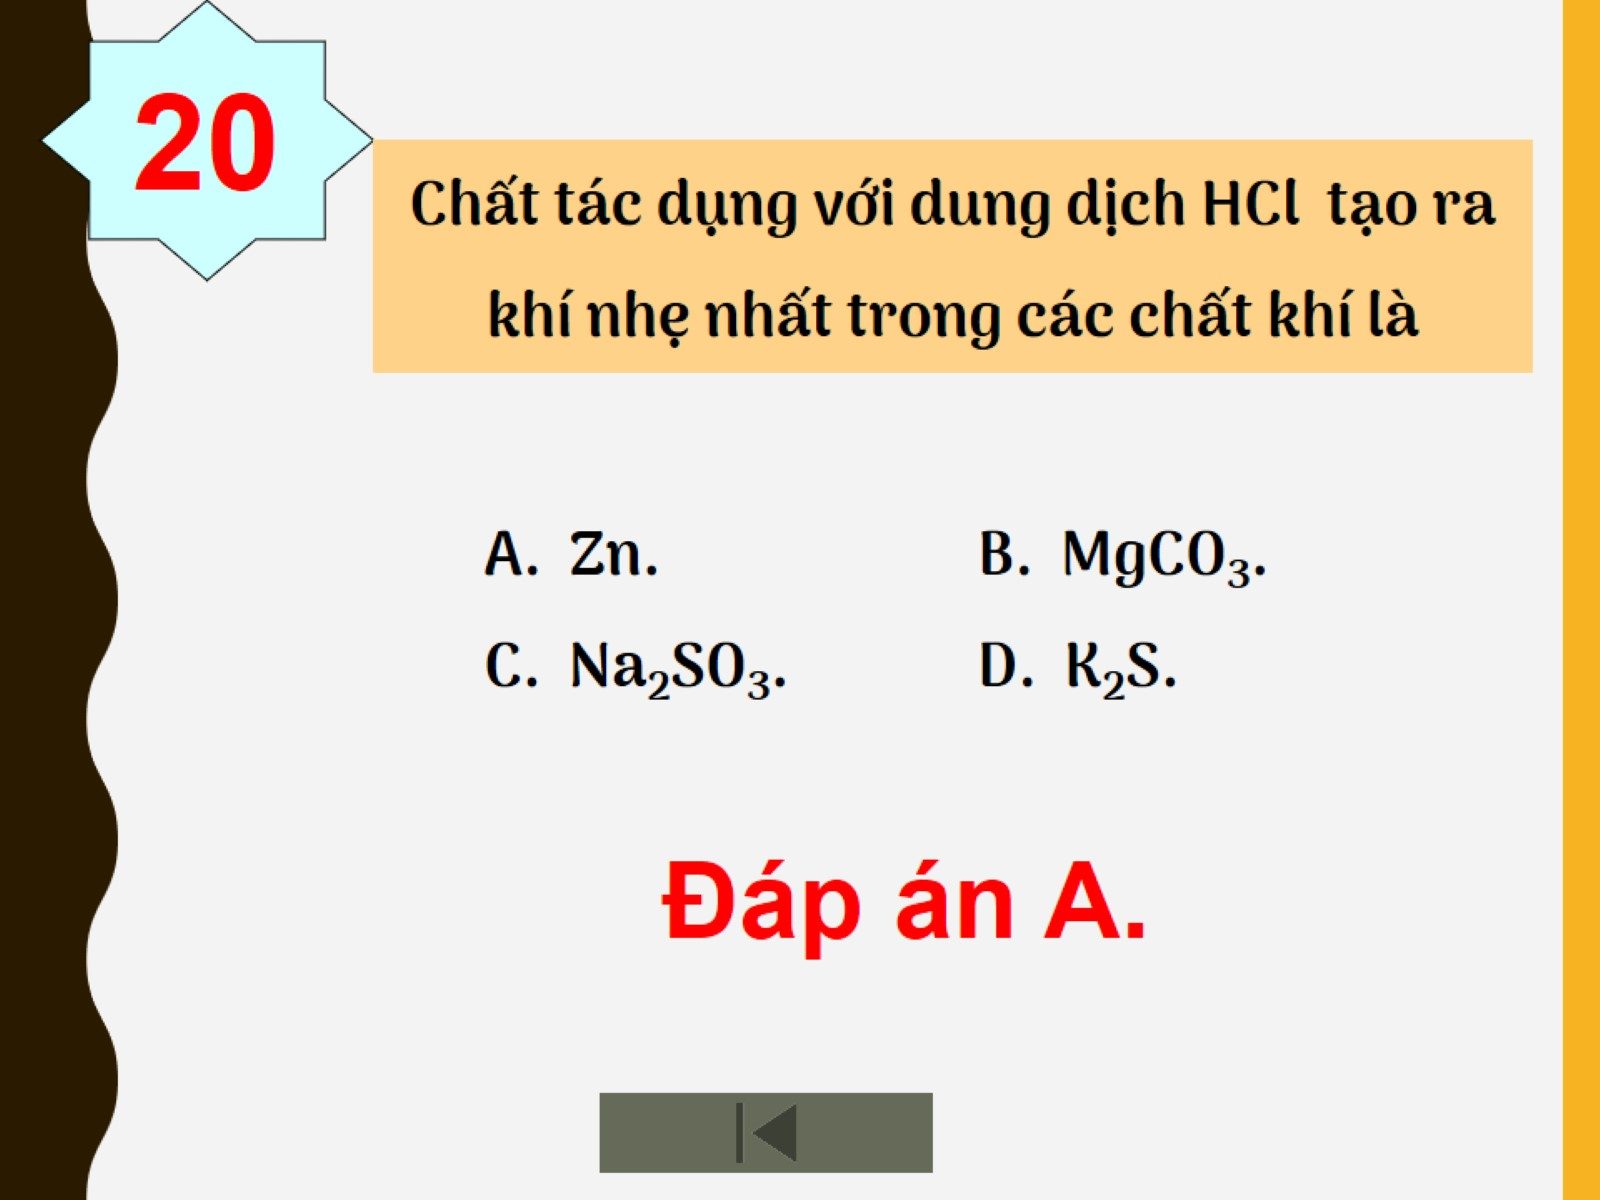 20
Chất tác dụng với dung dịch HCl tạo ra
khí nhẹ nhất trong các chất khí là
A. Zn. B. MgCO₃.
C. Na₂SO₃. D. K₂S.
Đáp án A.